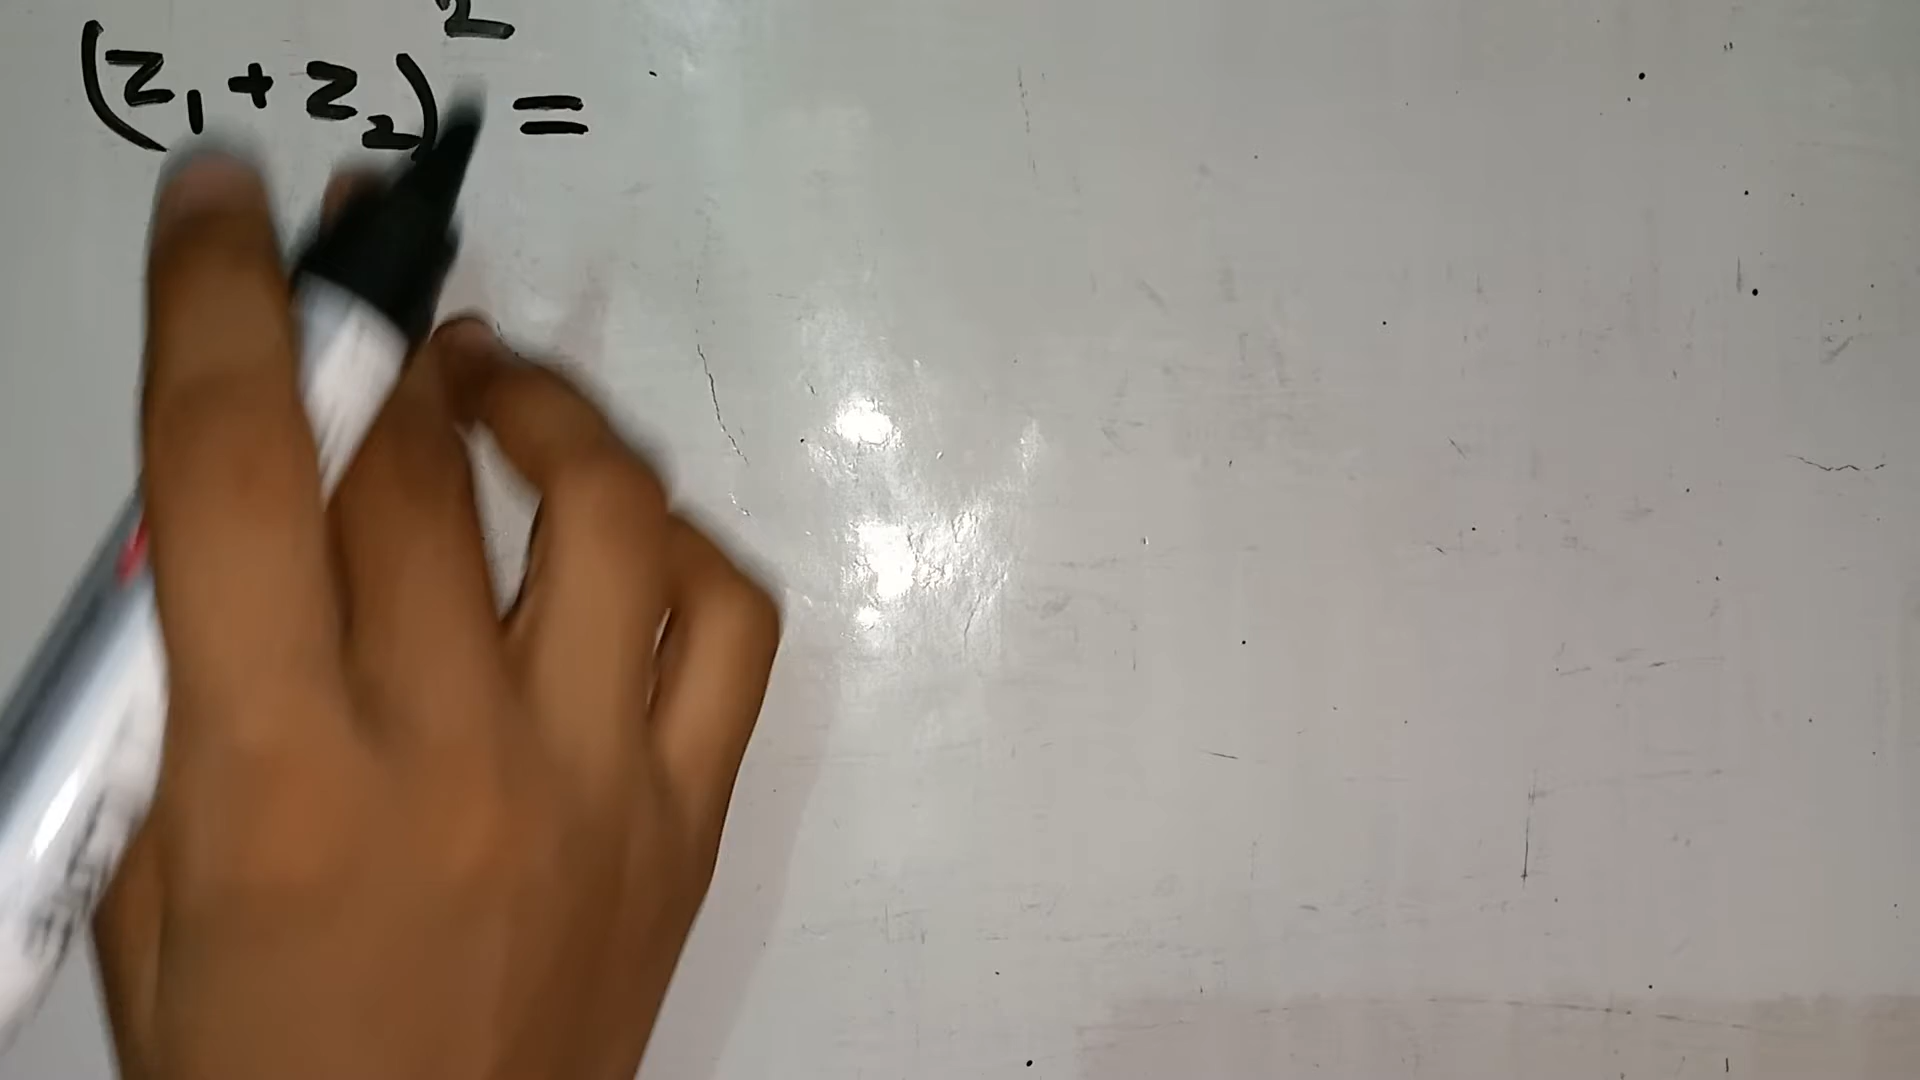 (z₁ + z₂)² =